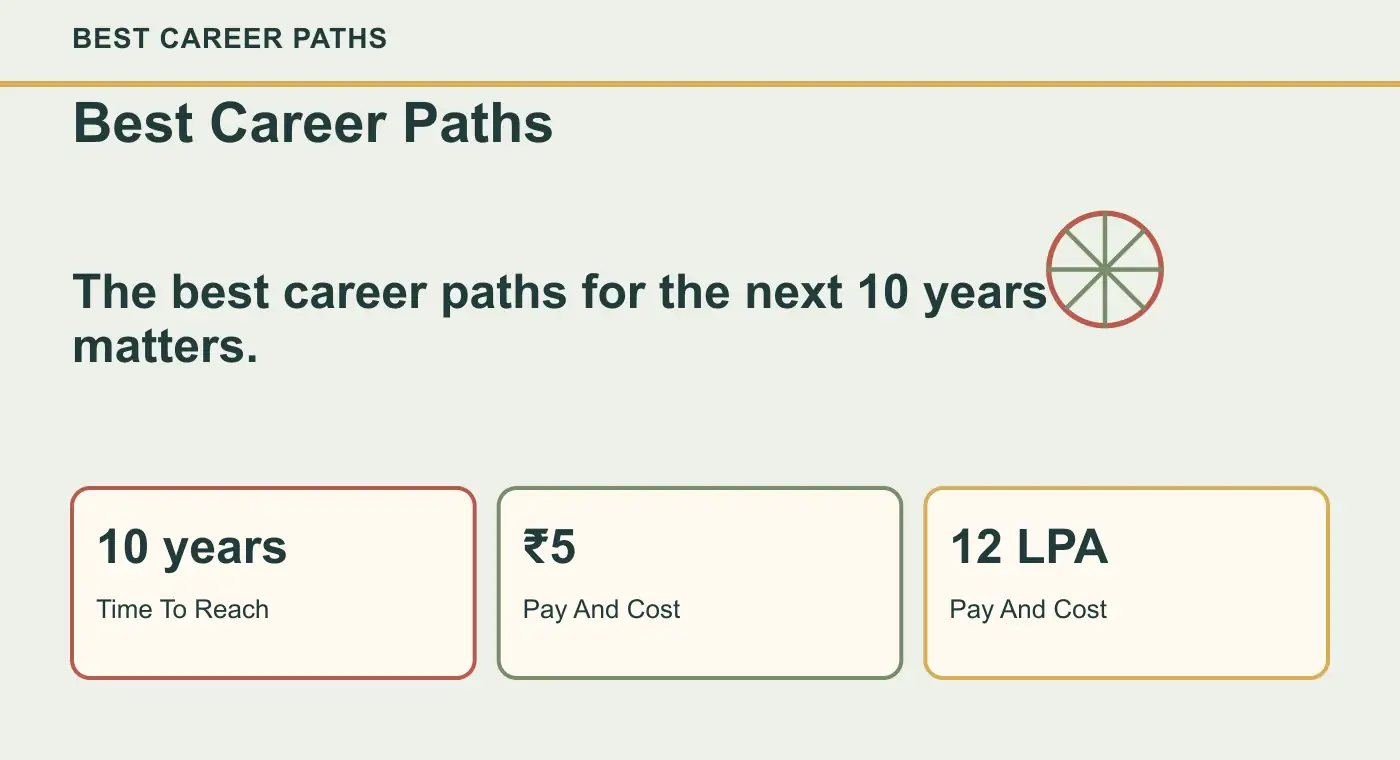 BEST CAREER PATHS
Best Career Paths
The best career paths for the next 10 years
matters.
10 years
Time To Reach
₹5
Pay And Cost
12 LPA
Pay And Cost